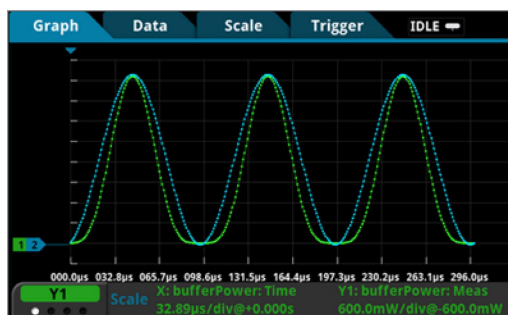 Graph Data Scale Trigger IDLE
1 2
000.0µs 032.8µs 065.7µs 098.6µs 131.5µs 164.4µs 197.3µs 230.2µs 263.1µs 296.0µs
Y1 Scale X: bufferPower: Time Y1: bufferPower: Meas
32.89µs/div@+0.000s 600.0mW/div@-600.0mW